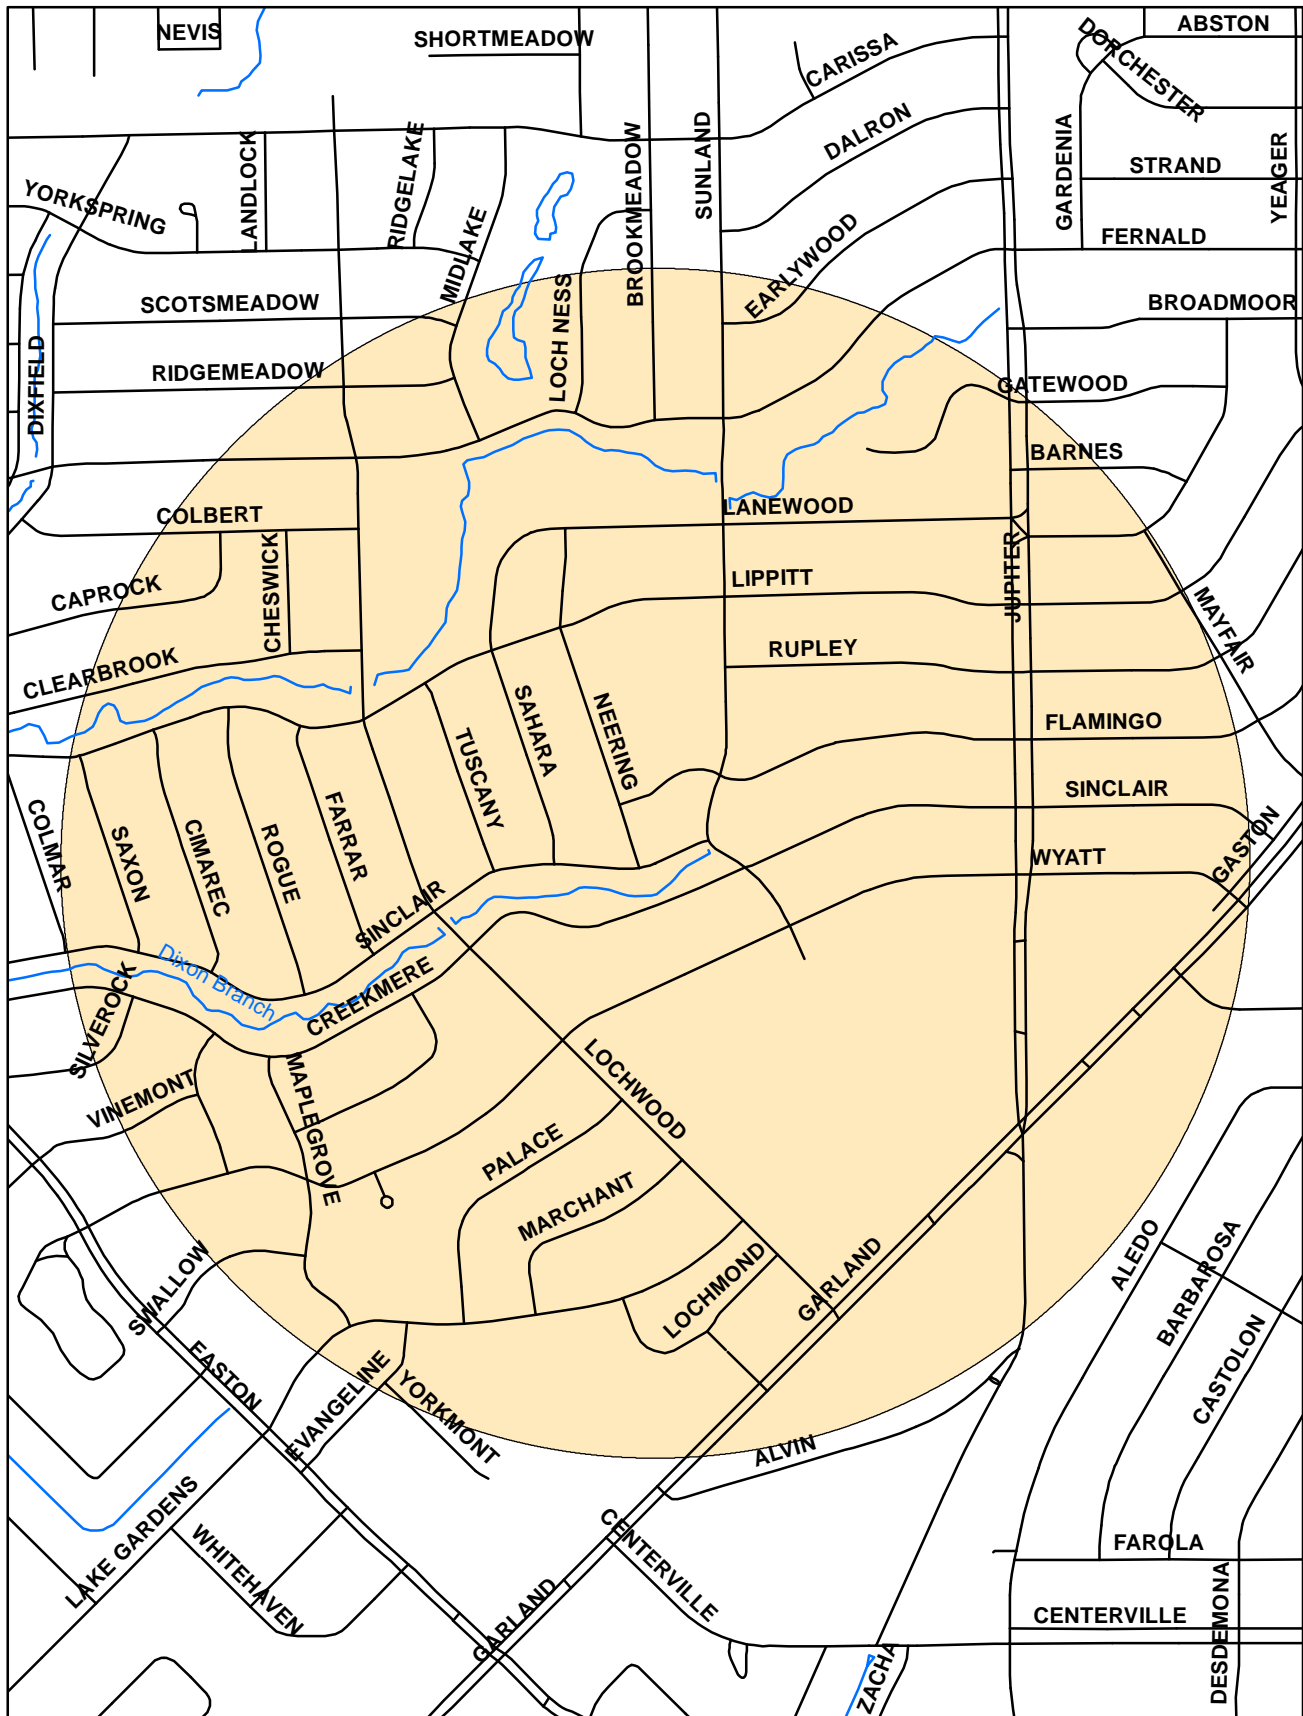 NEVIS
SHORTMEADOW
CARISSA
ABSTON
DORCHESTER
DALRON
SUNLAND
BROOKMEADOW
RIDGELAKE
LANDLOCK
GARDENIA
STRAND
YEAGER
YORKSPRING
MIDLAKE
EARLYWOOD
FERNALD
SCOTSMEADOW
LOCH NESS
BROADMOOR
DIXFIELD
RIDGEMEADOW
GATEWOOD
BARNES
COLBERT
LANEWOOD
CHESWICK
CAPROCK
LIPPITT
JUPITER
MAYFAIR
CLEARBROOK
RUPLEY
SAHARA
NEERING
FLAMINGO
TUSCANY
SINCLAIR
COLMAR
SAXON
CIMAREC
ROGUE
FARRAR
GASTON
WYATT
SINCLAIR
Dixon Branch
CREEKMERE
SILVEROCK
LOCHWOOD
VINEMONT
MAPLEGROVE
PALACE
MARCHANT
SWALLOW
LOCHMOND
GARLAND
ALEDO
BARBAROSA
CASTOLON
EASTON
EVANGELINE
YORKMONT
ALVIN
LAKE GARDENS
WHITEHAVEN
CENTERVILLE
FAROLA
GARLAND
CENTERVILLE
DESDEMONA
ZACHA